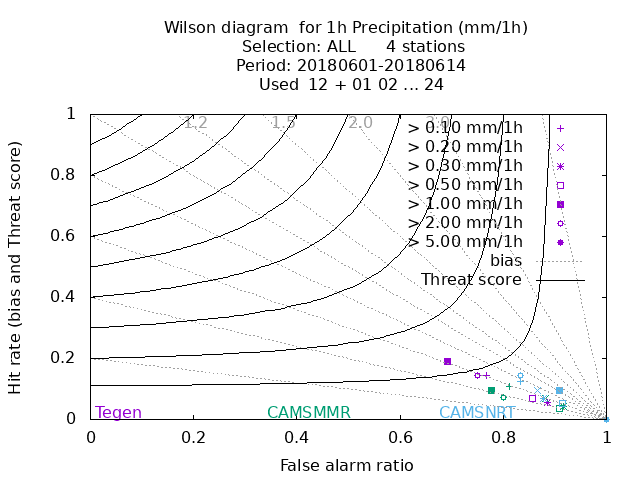 Wilson diagram for 1h Precipitation (mm/1h)
Selection: ALL 4 stations
Period: 20180601-20180614
Used 12 + 01 02 ... 24
1.2 1.5 2.0 3.0
> 0.10 mm/1h
> 0.20 mm/1h
> 0.30 mm/1h
> 0.50 mm/1h
> 1.00 mm/1h
> 2.00 mm/1h
> 5.00 mm/1h
bias
Threat score
Hit rate (bias and Threat score)
1
0.8
0.6
0.4
0.2
0
Tegen CAMSMMR CAMSNRT
0 0.2 0.4 0.6 0.8 1
False alarm ratio